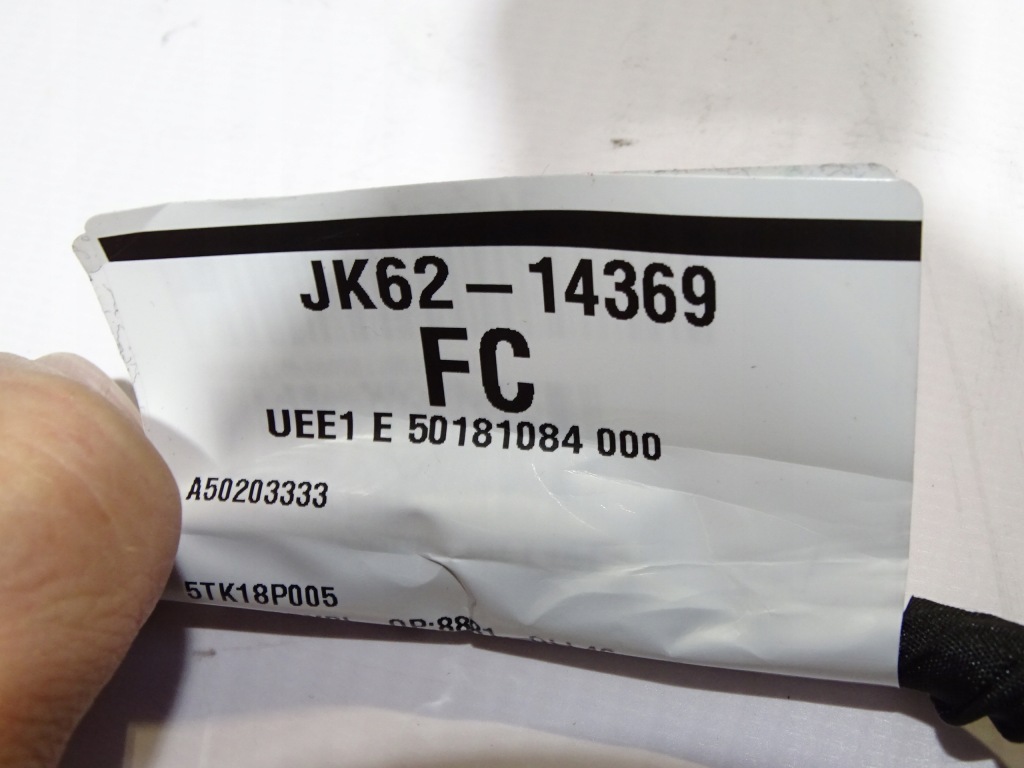 JK62-14369
FC
UEE1 E 50181084 000
A50203333
5TK18P005